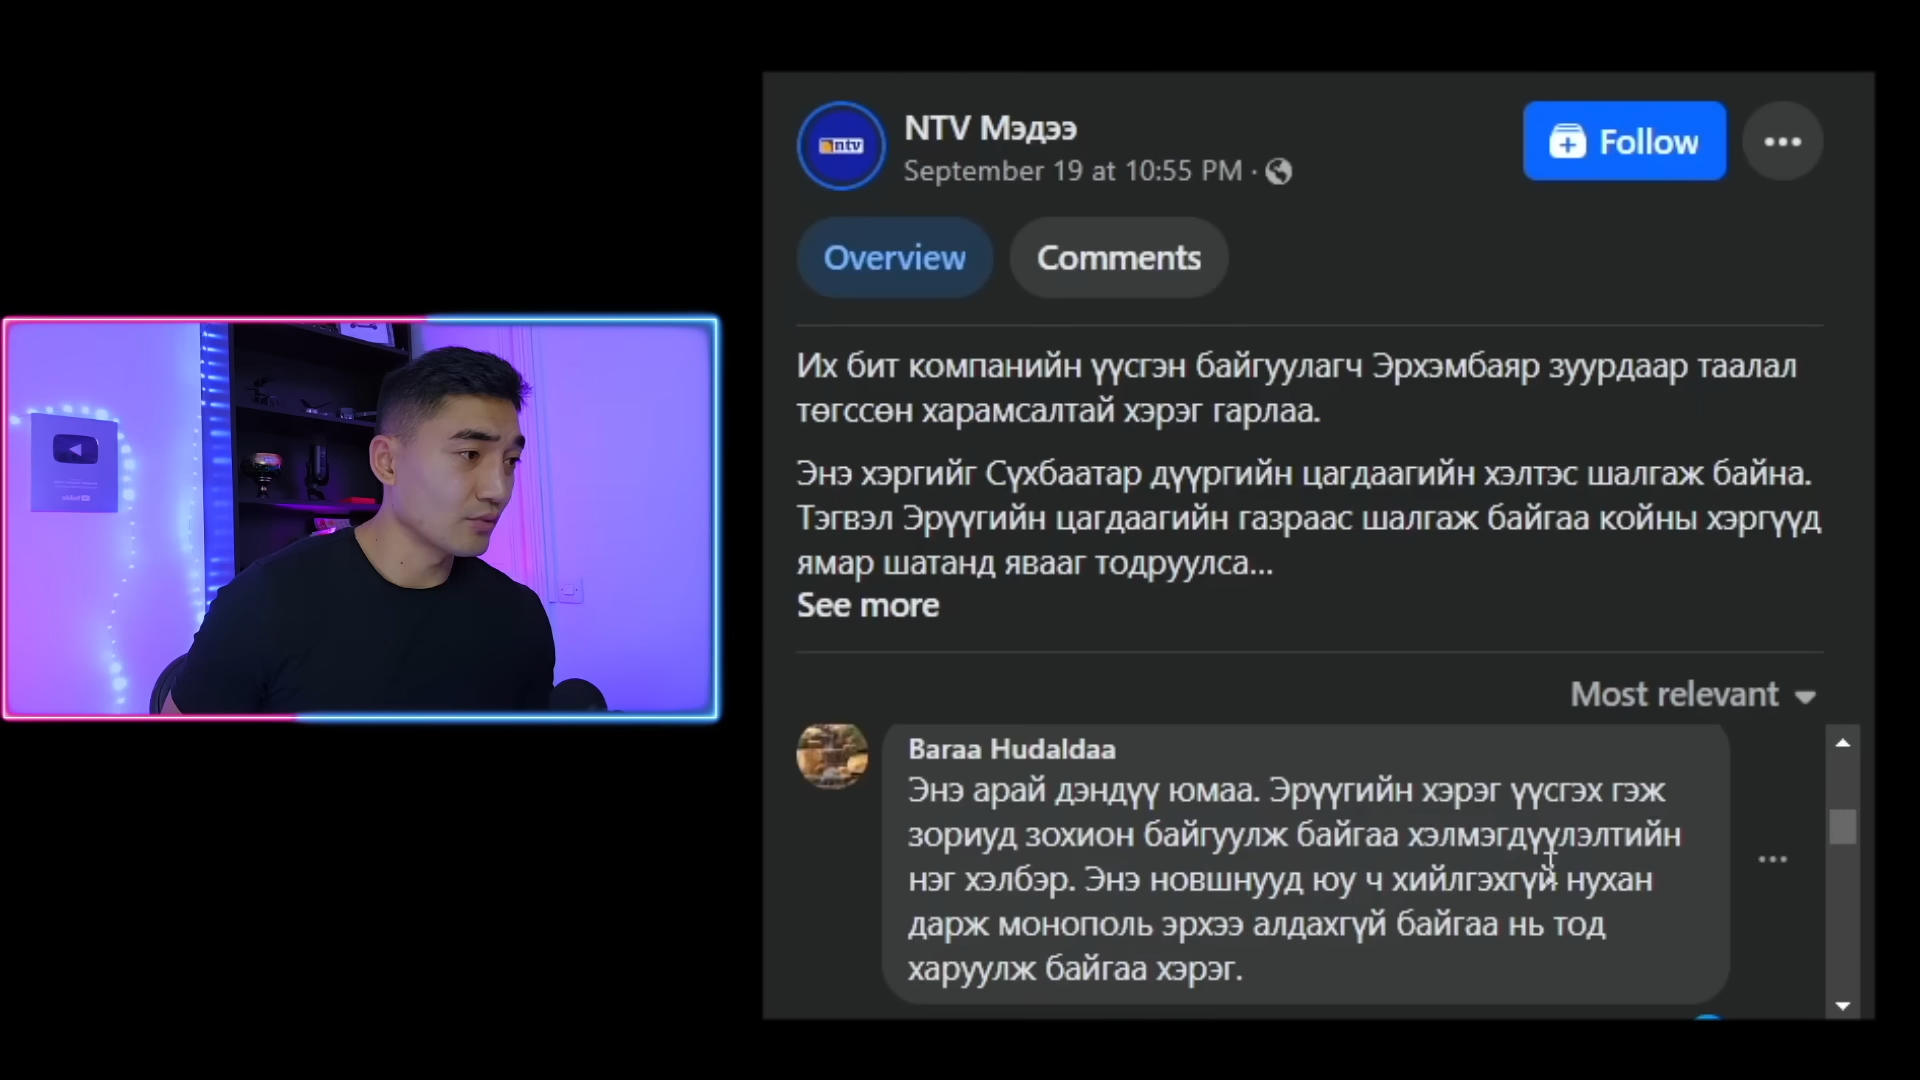 ntv
NTV Мэдээ
September 19 at 10:55 PM ·
Follow
Overview
Comments
Их бит компанийн үүсгэн байгуулагч Эрхэмбаяр зуурдаар таалал
төгссөн харамсалтай хэрэг гарлаа.
Энэ хэргийг Сүхбаатар дүүргийн цагдаагийн хэлтэс шалгаж байна.
Тэгвэл Эрүүгийн цагдаагийн газраас шалгаж байгаа койны хэргүүд
ямар шатанд явааг тодруулса...
See more
Most relevant
Baraa Hudaldaa
Энэ арай дэндүү юмаа. Эрүүгийн хэрэг үүсгэх гэж
зориуд зохион байгуулж байгаа хэлмэгдүүлэлтийн
нэг хэлбэр. Энэ новшнууд юу ч хийлгэхгүй нухан
дарж монополь эрхээ алдахгүй байгаа нь тод
харуулж байгаа хэрэг.